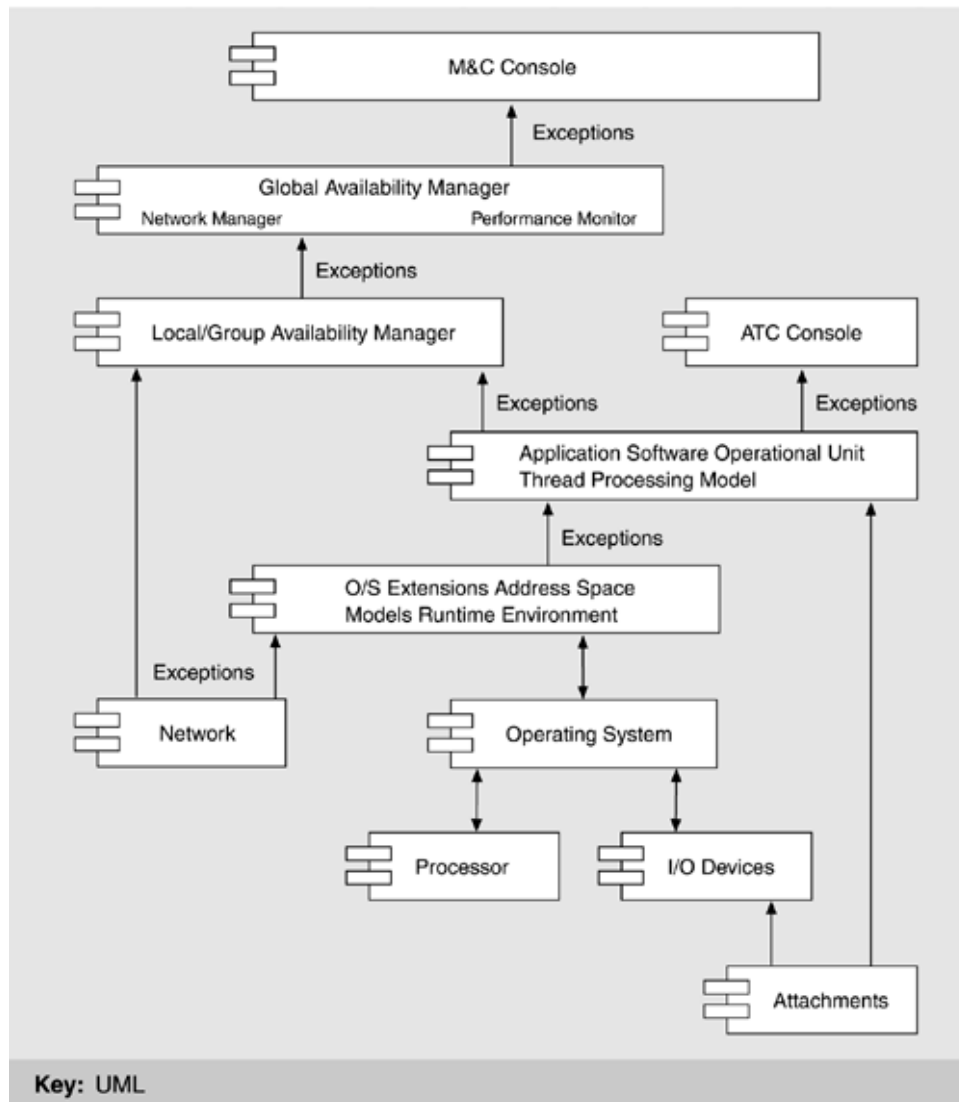 M&C Console
Exceptions
Global Availability Manager
Network Manager
Performance Monitor
Exceptions
Local/Group Availability Manager
ATC Console
Exceptions
Exceptions
Application Software Operational Unit
Thread Processing Model
Exceptions
O/S Extensions Address Space
Models Runtime Environment
Exceptions
Network
Operating System
Processor
I/O Devices
Attachments
Key: UML